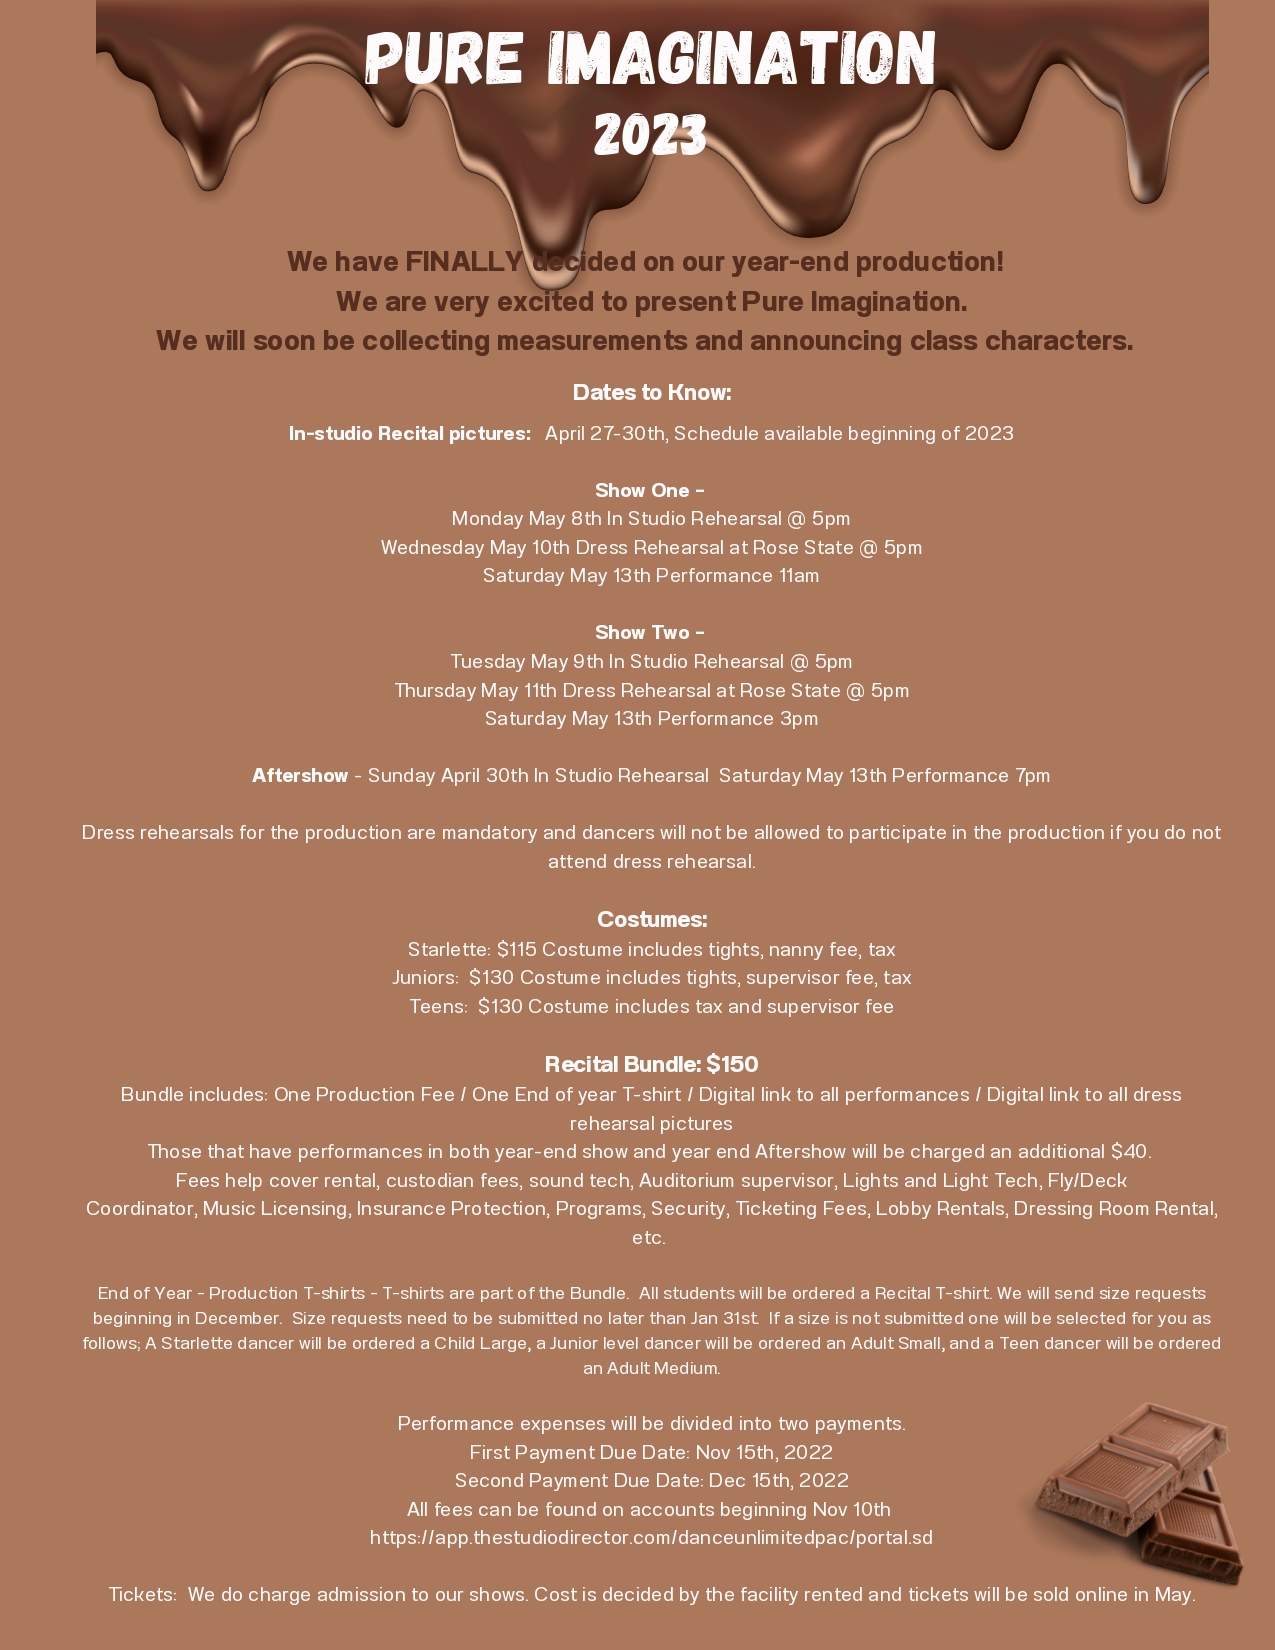 PURE IMAGINATION
2023
We have FINALLY decided on our year-end production!
We are very excited to present Pure Imagination.
We will soon be collecting measurements and announcing class characters.
Dates to Know:
In-studio Recital pictures: April 27-30th, Schedule available beginning of 2023
Show One -
Monday May 8th In Studio Rehearsal @ 5pm
Wednesday May 10th Dress Rehearsal at Rose State @ 5pm
Saturday May 13th Performance 11am
Show Two -
Tuesday May 9th In Studio Rehearsal @ 5pm
Thursday May 11th Dress Rehearsal at Rose State @ 5pm
Saturday May 13th Performance 3pm
Aftershow - Sunday April 30th In Studio Rehearsal Saturday May 13th Performance 7pm
Dress rehearsals for the production are mandatory and dancers will not be allowed to participate in the production if you do not
attend dress rehearsal.
Costumes:
Starlette: $115 Costume includes tights, nanny fee, tax
Juniors: $130 Costume includes tights, supervisor fee, tax
Teens: $130 Costume includes tax and supervisor fee
Recital Bundle: $150
Bundle includes: One Production Fee / One End of year T-shirt / Digital link to all performances / Digital link to all dress
rehearsal pictures
Those that have performances in both year-end show and year end Aftershow will be charged an additional $40.
Fees help cover rental, custodian fees, sound tech, Auditorium supervisor, Lights and Light Tech, Fly/Deck
Coordinator, Music Licensing, Insurance Protection, Programs, Security, Ticketing Fees, Lobby Rentals, Dressing Room Rental,
etc.
End of Year - Production T-shirts - T-shirts are part of the Bundle. All students will be ordered a Recital T-shirt. We will send size requests
beginning in December. Size requests need to be submitted no later than Jan 31st. If a size is not submitted one will be selected for you as
follows; A Starlette dancer will be ordered a Child Large, a Junior level dancer will be ordered an Adult Small, and a Teen dancer will be ordered
an Adult Medium.
Performance expenses will be divided into two payments.
First Payment Due Date: Nov 15th, 2022
Second Payment Due Date: Dec 15th, 2022
All fees can be found on accounts beginning Nov 10th
https://app.thestudiodirector.com/danceunlimitedpac/portal.sd
Tickets: We do charge admission to our shows. Cost is decided by the facility rented and tickets will be sold online in May.